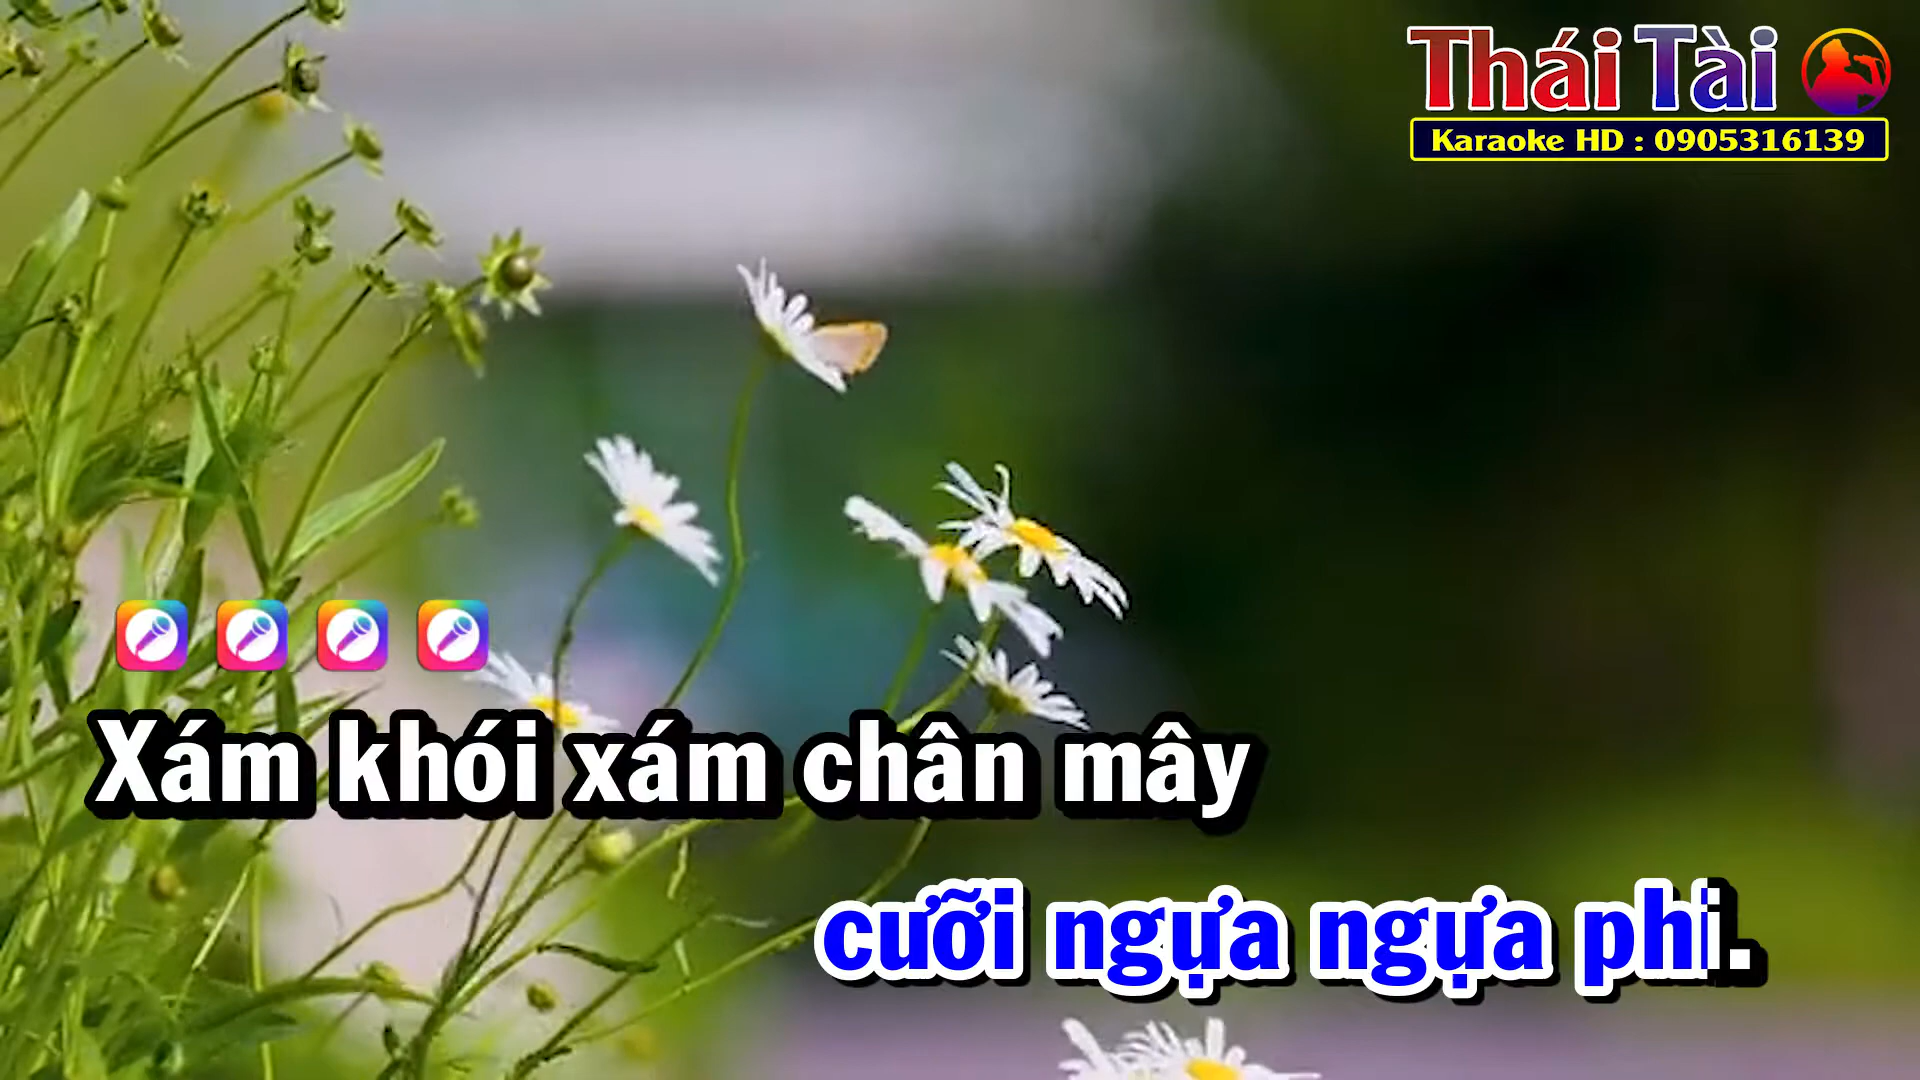 Thái Tài
Karaoke HD : 0905316139
Xám khói xám chân mây
cưỡi ngựa ngựa phi.